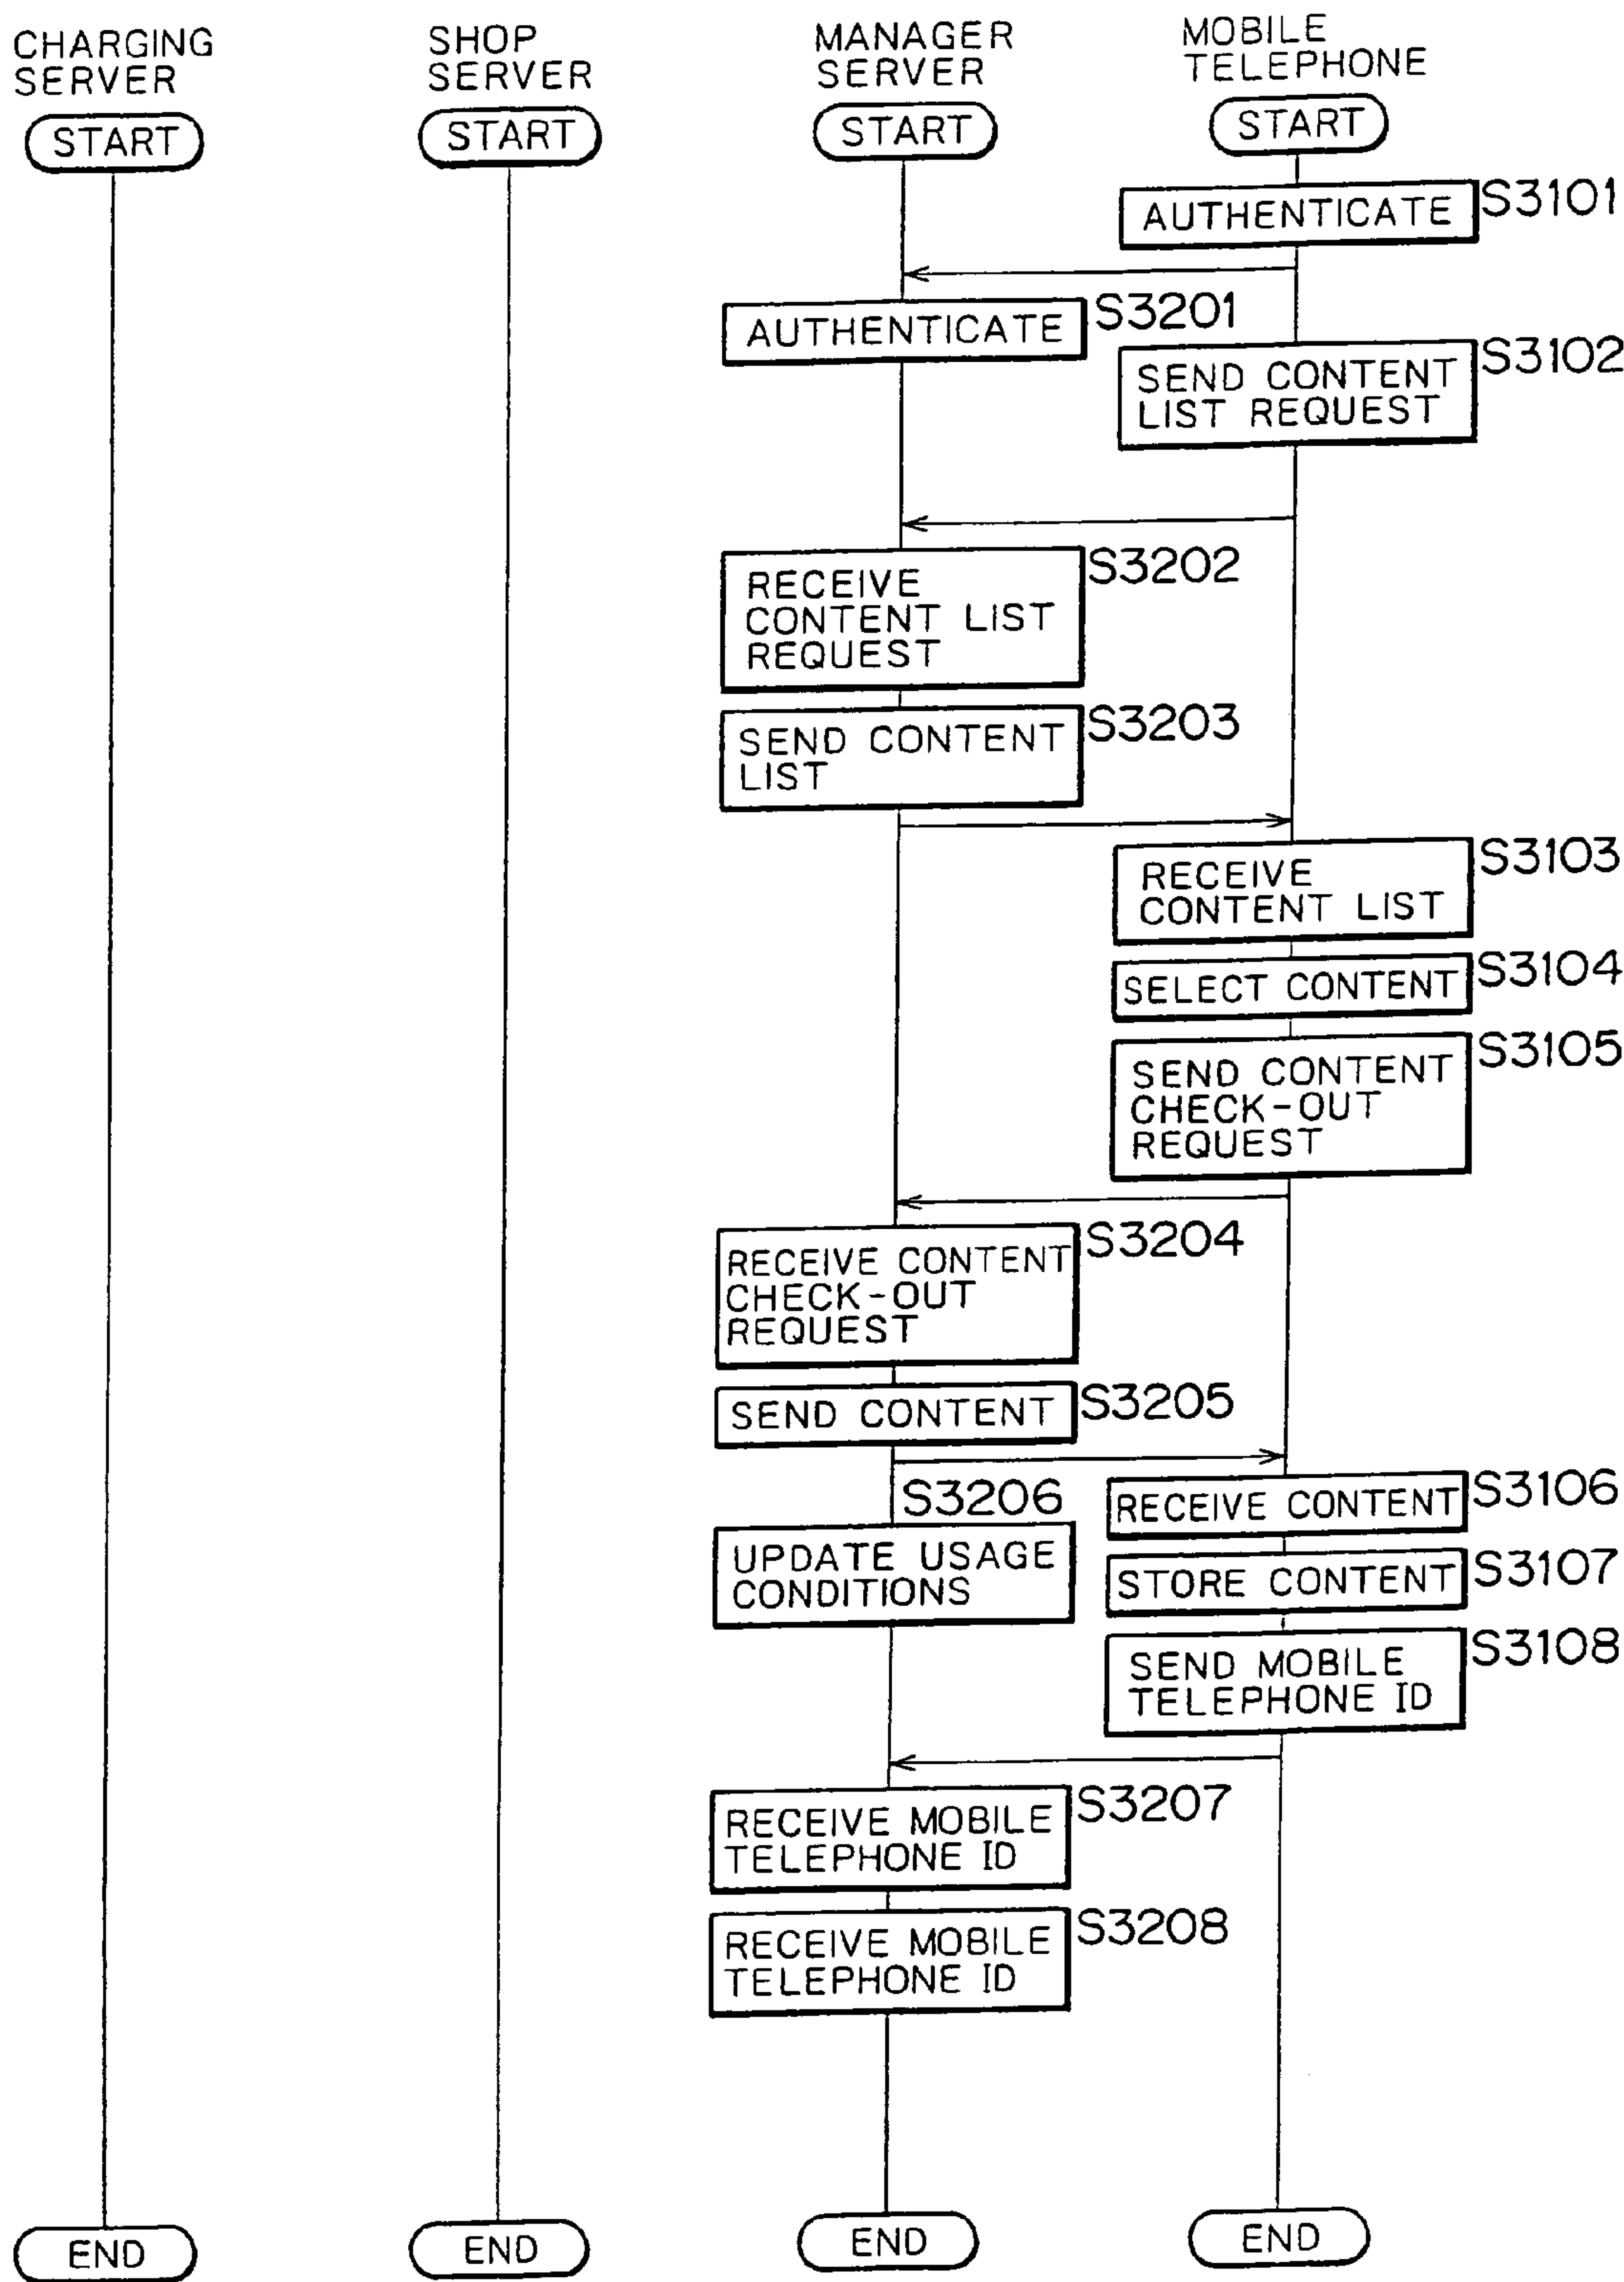 CHARGING
SERVER
SHOP
SERVER
MANAGER
SERVER
MOBILE
TELEPHONE
START
START
START
START
AUTHENTICATE
S3101
AUTHENTICATE
S3201
SEND CONTENT
LIST REQUEST
S3102
RECEIVE
CONTENT LIST
REQUEST
S3202
SEND CONTENT
LIST
S3203
RECEIVE
CONTENT LIST
S3103
SELECT CONTENT
S3104
SEND CONTENT
CHECK-OUT
REQUEST
S3105
RECEIVE CONTENT
CHECK-OUT
REQUEST
S3204
SEND CONTENT
S3205
S3206
UPDATE USAGE
CONDITIONS
RECEIVE CONTENT
S3106
STORE CONTENT
S3107
SEND MOBILE
TELEPHONE ID
S3108
RECEIVE MOBILE
TELEPHONE ID
S3207
RECEIVE MOBILE
TELEPHONE ID
S3208
END
END
END
END